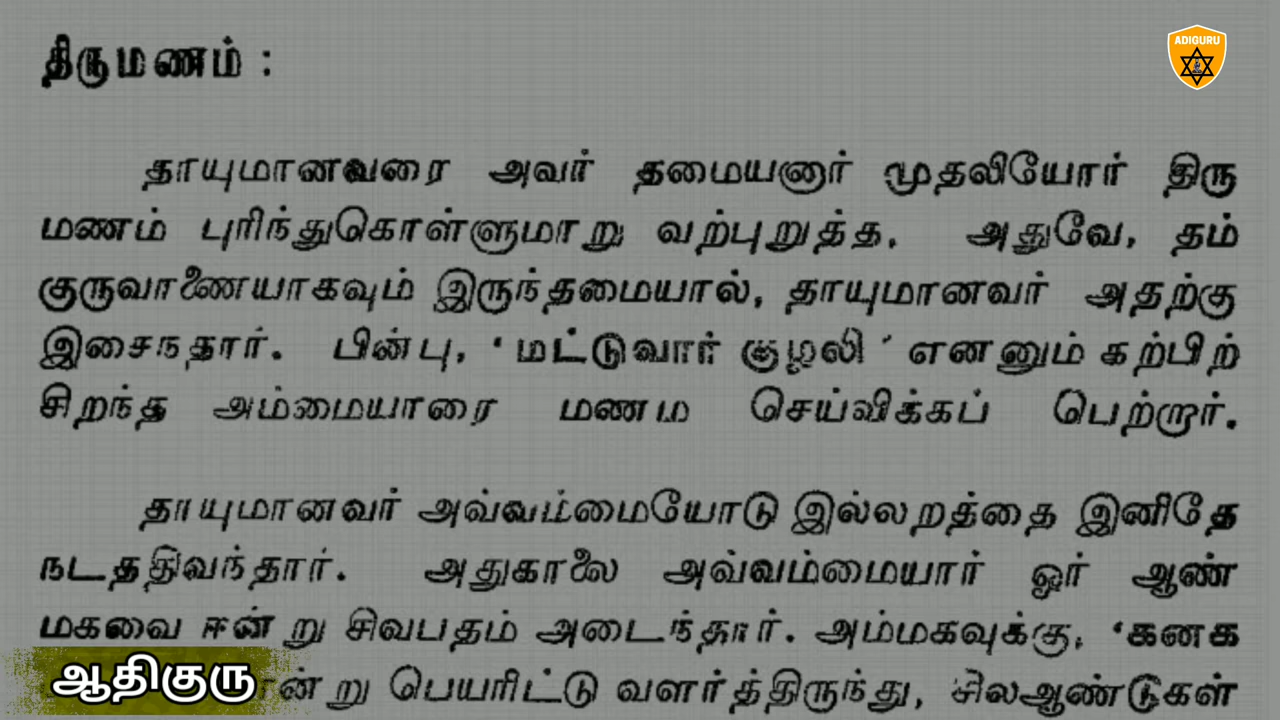 ADIGURU
திருமணம் :
தாயுமானவரை அவர் தமையனார் முதலியோர் திரு
மணம் புரிந்துகொள்ளுமாறு வற்புறுத்த, அதுவே, தம்
குருவாணையாகவும் இருந்தமையால், தாயுமானவர் அதற்கு
இசைந்தார். பின்பு, ‘மட்டுவார் குழலி’ என்னும் கற்பிற்
சிறந்த அம்மையாரை மணம் செய்விக்கப் பெற்றார்.
தாயுமானவர் அவ்வம்மையோடு இல்லறத்தை இனிதே
நடத்திவந்தார். அதுகாலை அவ்வம்மையார் ஓர் ஆண்
மகவை ஈன்று சிவபதம் அடைந்தார். அம்மகவுக்கு, ‘கனக
பெயரிட்டு வளர்த்திருந்து, சிலஆண்டுகள்
ஆதிகுரு